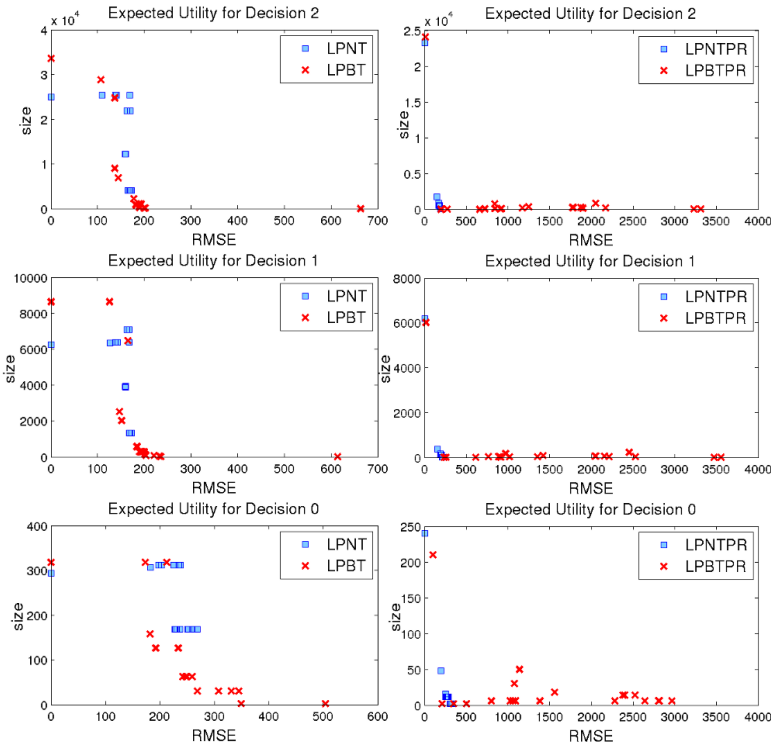 Expected Utility for Decision 2
x 10⁴
4
3
2
1
0
size
0 100 200 300 400 500 600 700
RMSE
LPNT
LPBT
Expected Utility for Decision 2
x 10⁴
2.5
2
1.5
1
0.5
0
size
0 500 1000 1500 2000 2500 3000 3500 4000
RMSE
LPNTPR
LPBTPR
Expected Utility for Decision 1
10000
8000
6000
4000
2000
0
size
0 100 200 300 400 500 600 700
RMSE
LPNT
LPBT
Expected Utility for Decision 1
8000
6000
4000
2000
0
size
0 500 1000 1500 2000 2500 3000 3500 4000
RMSE
LPNTPR
LPBTPR
Expected Utility for Decision 0
400
300
200
100
0
size
0 100 200 300 400 500 600
RMSE
LPNT
LPBT
Expected Utility for Decision 0
250
200
150
100
50
0
size
0 500 1000 1500 2000 2500 3000 3500 4000
RMSE
LPNTPR
LPBTPR